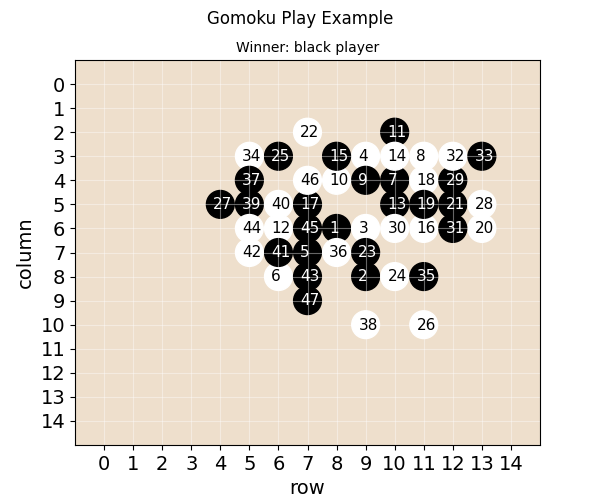 Gomoku Play Example
Winner: black player
0
1
2 22 11
3 34 25 15 4 14 8 32 33
4 37 46 10 9 7 18 29
5 27 39 40 17 13 19 21 28
6 44 12 45 1 3 30 16 31 20
7 42 41 5 36 23
8 6 43 2 24 35
9 47
10 38 26
11
12
13
14
column
0 1 2 3 4 5 6 7 8 9 10 11 12 13 14
row